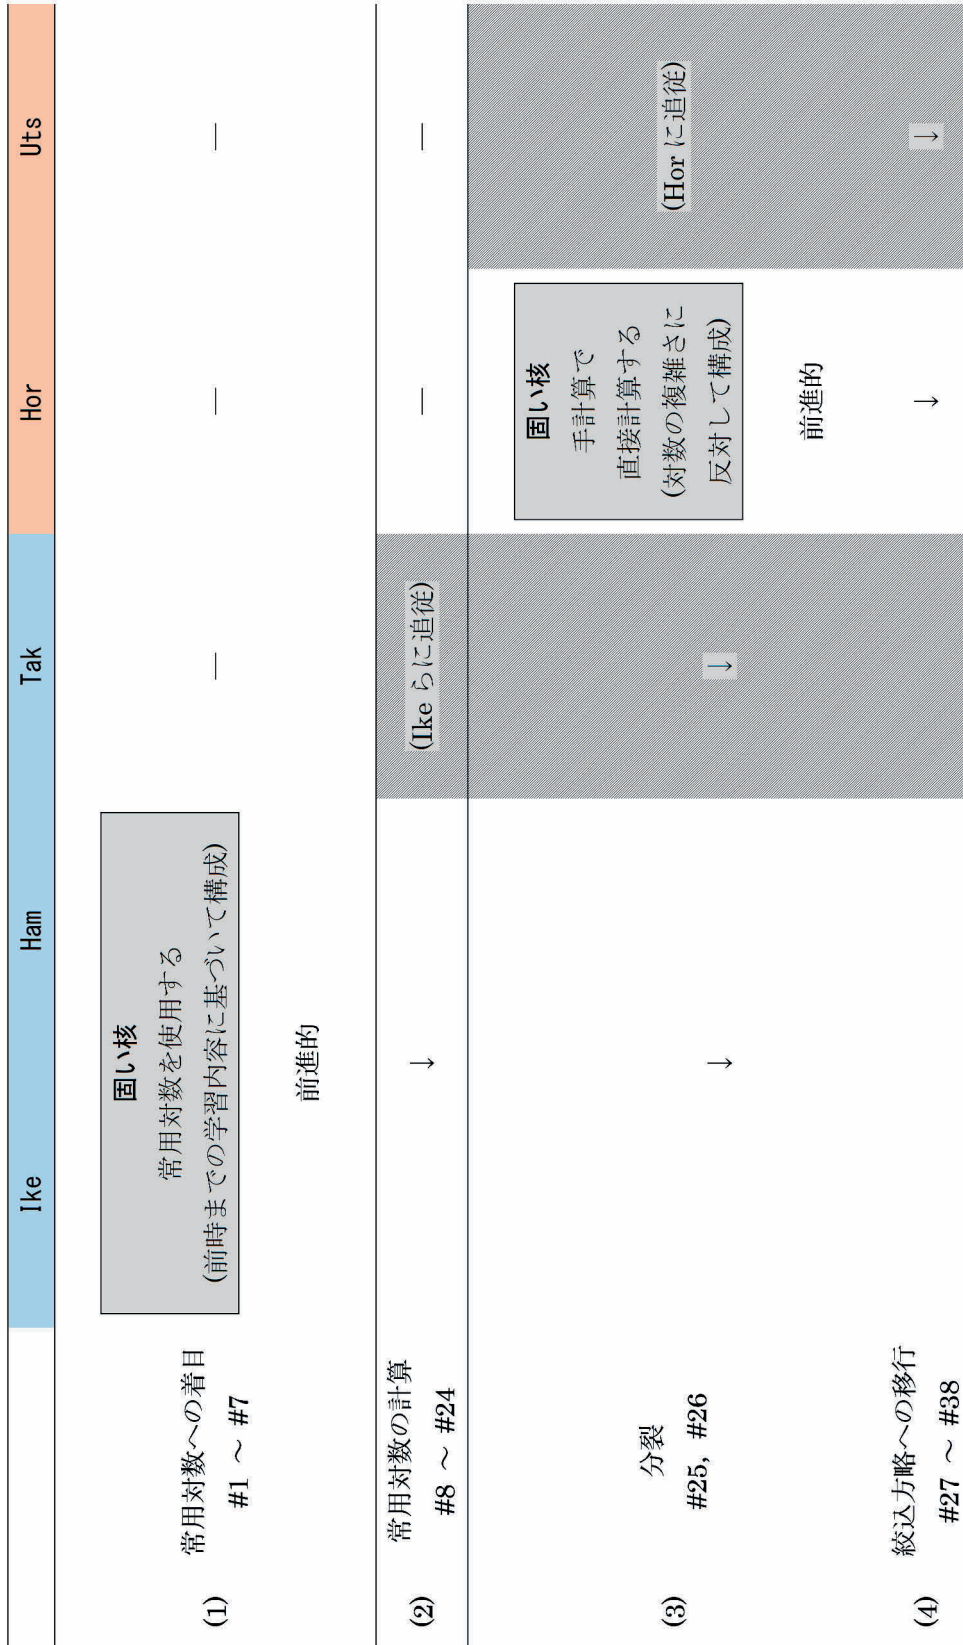 Ike Ham Tak Hor Uts
(1) 常用対数への着目
#1 ～ #7
固い核
常用対数を使用する
(前時までの学習内容に基づいて構成)
前進的
— — —
(2) 常用対数の計算
#8 ～ #24
↓
(Ike らに追従)
— —
(3) 分裂
#25, #26
↓
↓
固い核
手計算で
直接計算する
(対数の複雑さに
反対して構成)
前進的
(Hor に追従)
(4) 絞込方略への移行
#27 ～ #38
↓
↓